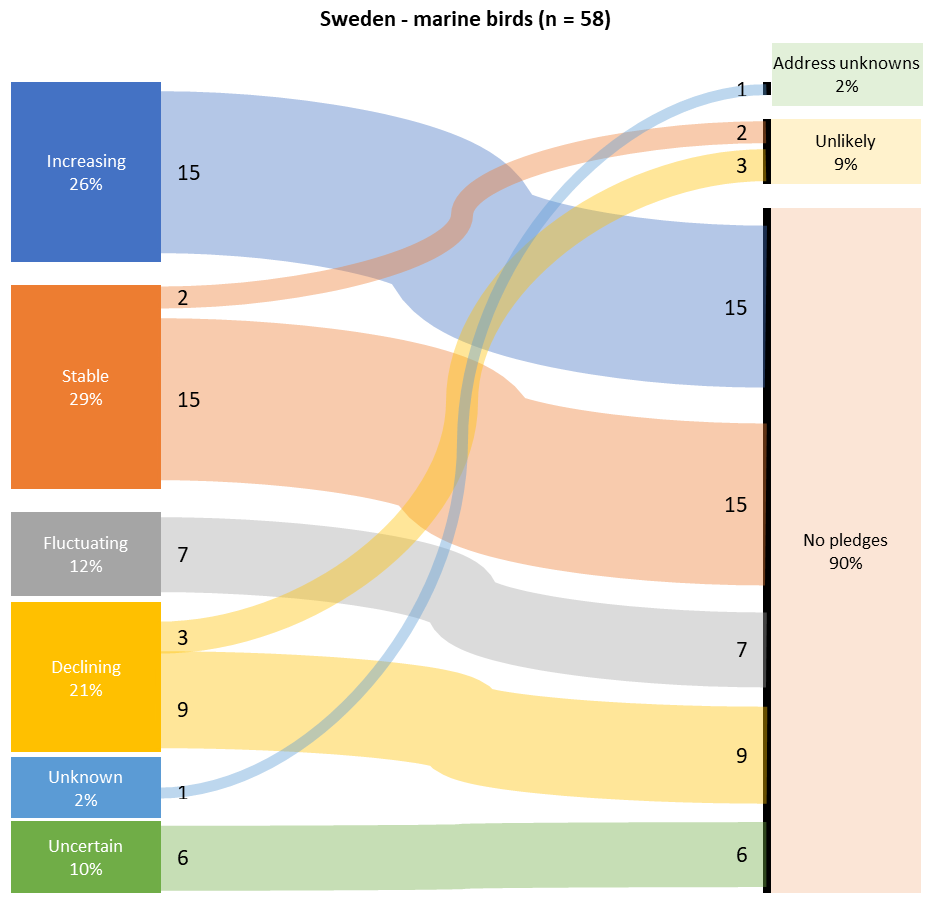 Sweden - marine birds (n = 58)
Increasing
26%
15
Stable
29%
2
15
Fluctuating
12%
7
Declining
21%
3
9
Unknown
2%
1
Uncertain
10%
6
1
Address unknowns
2%
2
3
Unlikely
9%
15
15
7
9
6
No pledges
90%